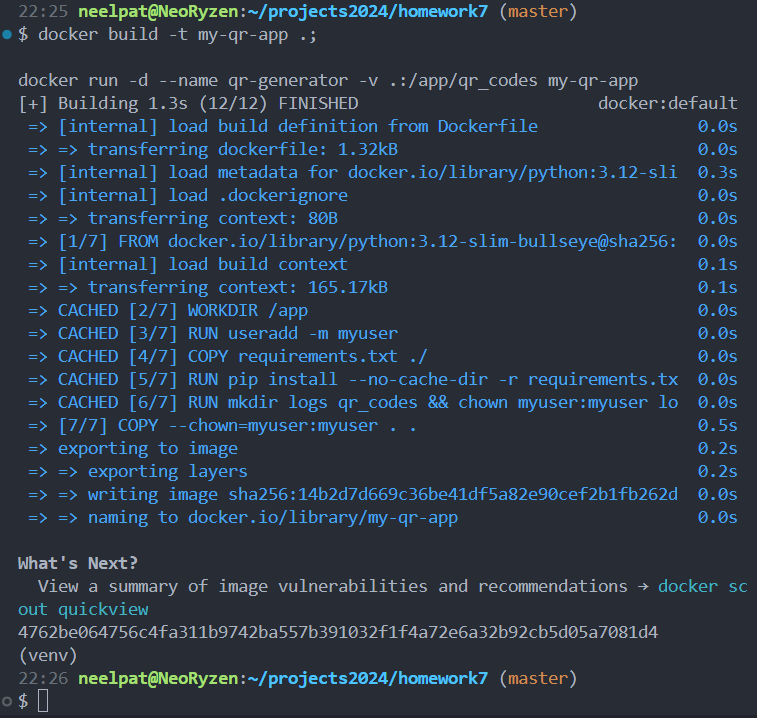 22:25 neelpat@NeoRyzen:~/projects2024/homework7 (master)
$ docker build -t my-qr-app .;
docker run -d --name qr-generator -v .:/app/qr_codes my-qr-app
[+] Building 1.3s (12/12) FINISHED docker:default
=> [internal] load build definition from Dockerfile 0.0s
=> => transferring dockerfile: 1.32kB 0.0s
=> [internal] load metadata for docker.io/library/python:3.12-sli 0.3s
=> [internal] load .dockerignore 0.0s
=> => transferring context: 80B 0.0s
=> [1/7] FROM docker.io/library/python:3.12-slim-bullseye@sha256: 0.0s
=> [internal] load build context 0.1s
=> => transferring context: 165.17kB 0.1s
=> CACHED [2/7] WORKDIR /app 0.0s
=> CACHED [3/7] RUN useradd -m myuser 0.0s
=> CACHED [4/7] COPY requirements.txt ./ 0.0s
=> CACHED [5/7] RUN pip install --no-cache-dir -r requirements.tx 0.0s
=> CACHED [6/7] RUN mkdir logs qr_codes && chown myuser:myuser lo 0.0s
=> [7/7] COPY --chown=myuser:myuser . . 0.5s
=> exporting to image 0.2s
=> => exporting layers 0.2s
=> => writing image sha256:14b2d7d669c36be41df5a82e90cef2b1fb262d 0.0s
=> => naming to docker.io/library/my-qr-app 0.0s
What's Next?
View a summary of image vulnerabilities and recommendations → docker sc
out quickview
4762be064756c4fa311b9742ba557b391032f1f4a72e6a32b92cb5d05a7081d4
(venv)
22:26 neelpat@NeoRyzen:~/projects2024/homework7 (master)
$